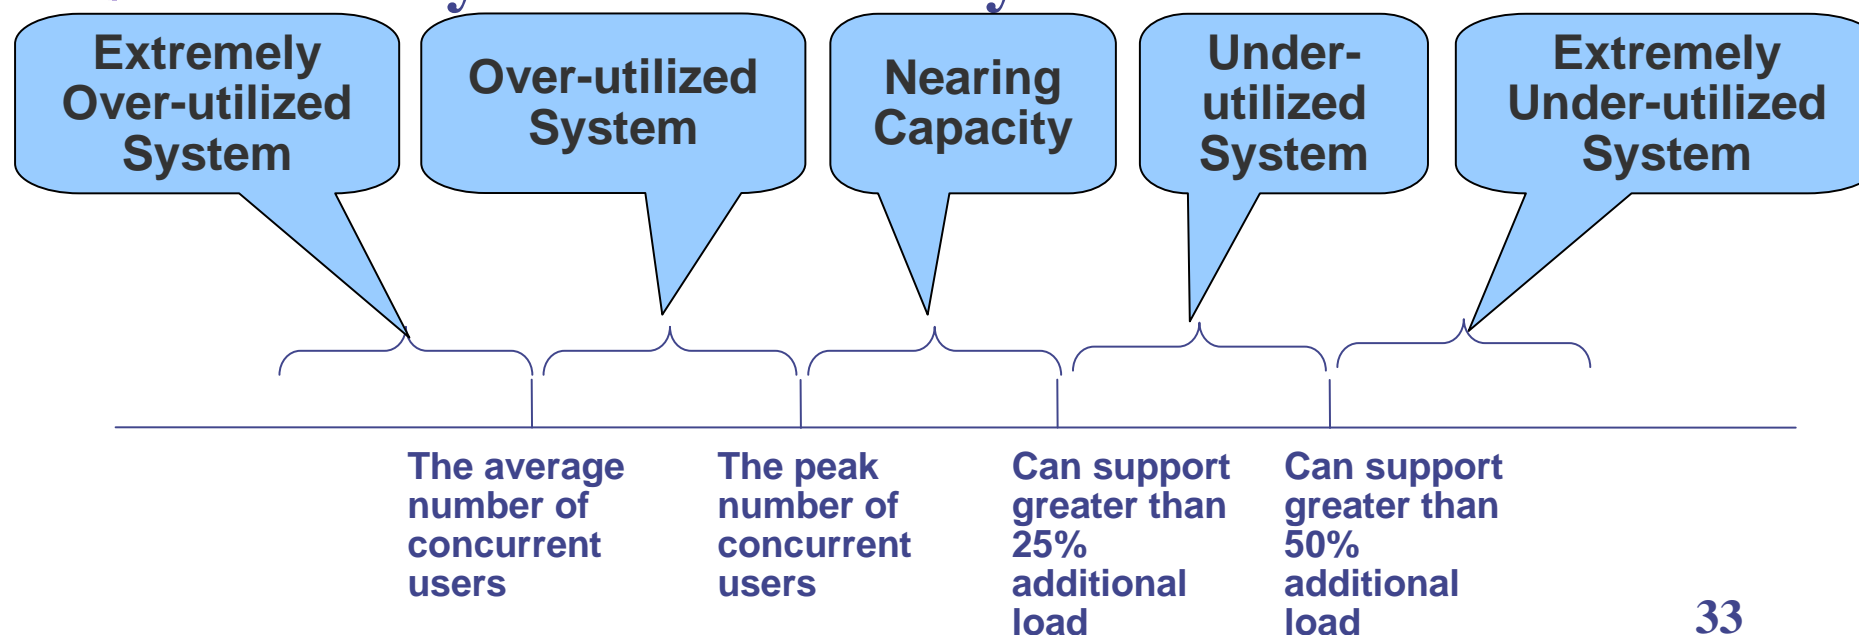 Extremely
Over-utilized
System
Over-utilized
System
Nearing
Capacity
Under-
utilized
System
Extremely
Under-utilized
System
The average
number of
concurrent
users
The peak
number of
concurrent
users
Can support
greater than
25%
additional
load
Can support
greater than
50%
additional
load
33